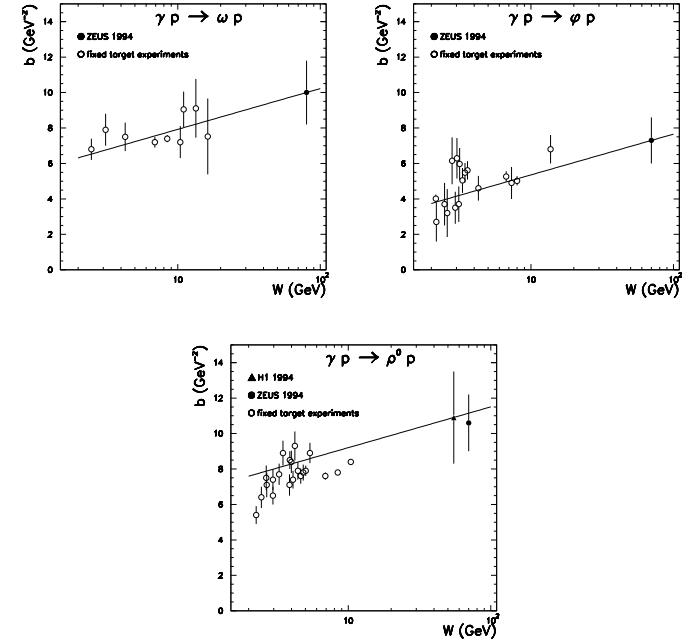 γ p → ω p
b (GeV⁻²)
14
12
10
8
6
4
2
0
ZEUS 1994
fixed target experiments
10
10²
W (GeV)
γ p → φ p
b (GeV⁻²)
14
12
10
8
6
4
2
0
ZEUS 1994
fixed target experiments
10
10²
W (GeV)
γ p → ρ⁰ p
b (GeV⁻²)
14
12
10
8
6
4
2
0
H1 1994
ZEUS 1994
fixed target experiments
10
10²
W (GeV)